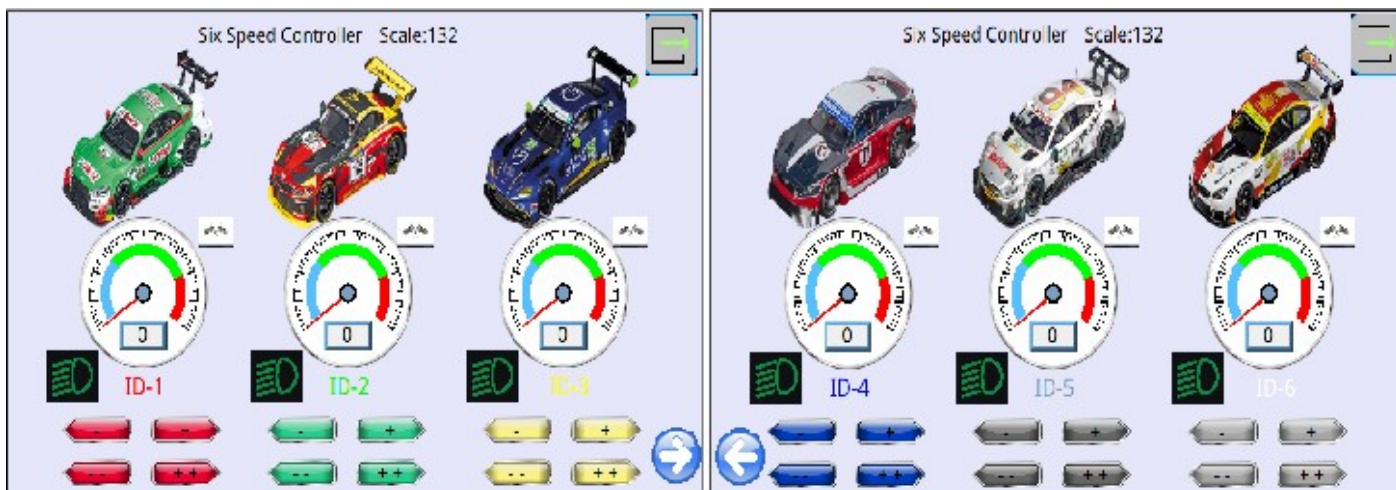 Six Speed Controller Scale:132
Six Speed Controller Scale:132
0
0
0
0
0
0
ID-1
ID-2
ID-3
ID-4
ID-5
ID-6
- -
- +
- +
- +
- +
- +
-- ++
-- ++
-- ++
-- ++
-- ++
-- ++